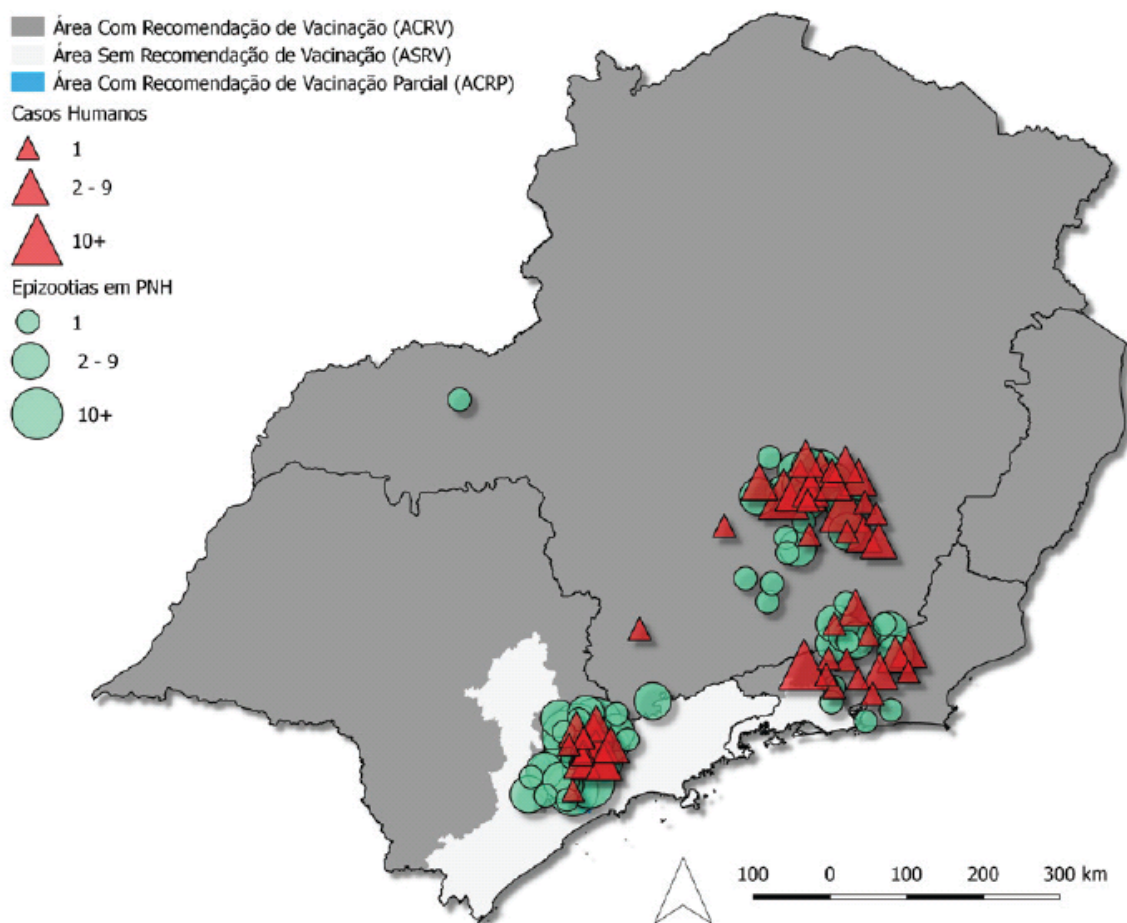 Área Com Recomendação de Vacinação (ACRV)
Área Sem Recomendação de Vacinação (ASRV)
Área Com Recomendação de Vacinação Parcial (ACRP)
Casos Humanos
1
2 - 9
10+
Epizootias em PNH
1
2 - 9
10+
100 0 100 200 300 km